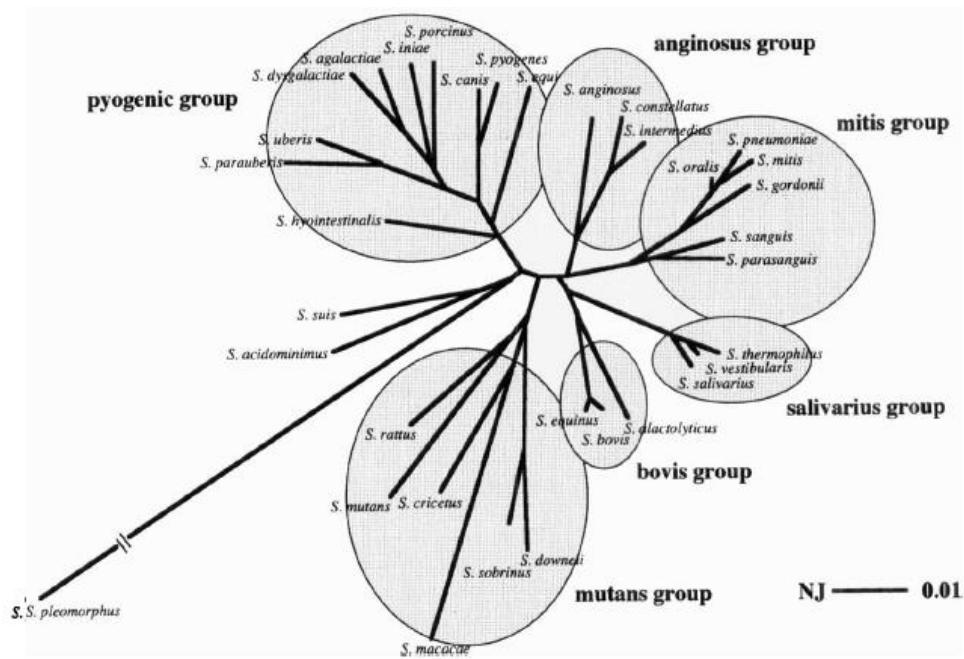 S. porcinus
S. iniae
S. agalactiae
S. dysgalactiae
S. pyogenes
S. canis
S. equi
pyogenic group
S. uberis
S. parauberis
S. hyointestinalis
anginosus group
S. anginosus
S. constellatus
S. intermedius
mitis group
S. pneumoniae
S. oralis
S. mitis
S. gordonii
S. sanguis
S. parasanguis
S. suis
S. acidominimus
S. thermophilus
S. vestibularis
S. salivarius
salivarius group
S. equinus
S. alactolyticus
S. bovis
bovis group
S. rattus
S. mutans
S. cricetus
S. downeii
S. sobrinus
mutans group
S. macacae
S. S. pleomorphus
NJ 0.01